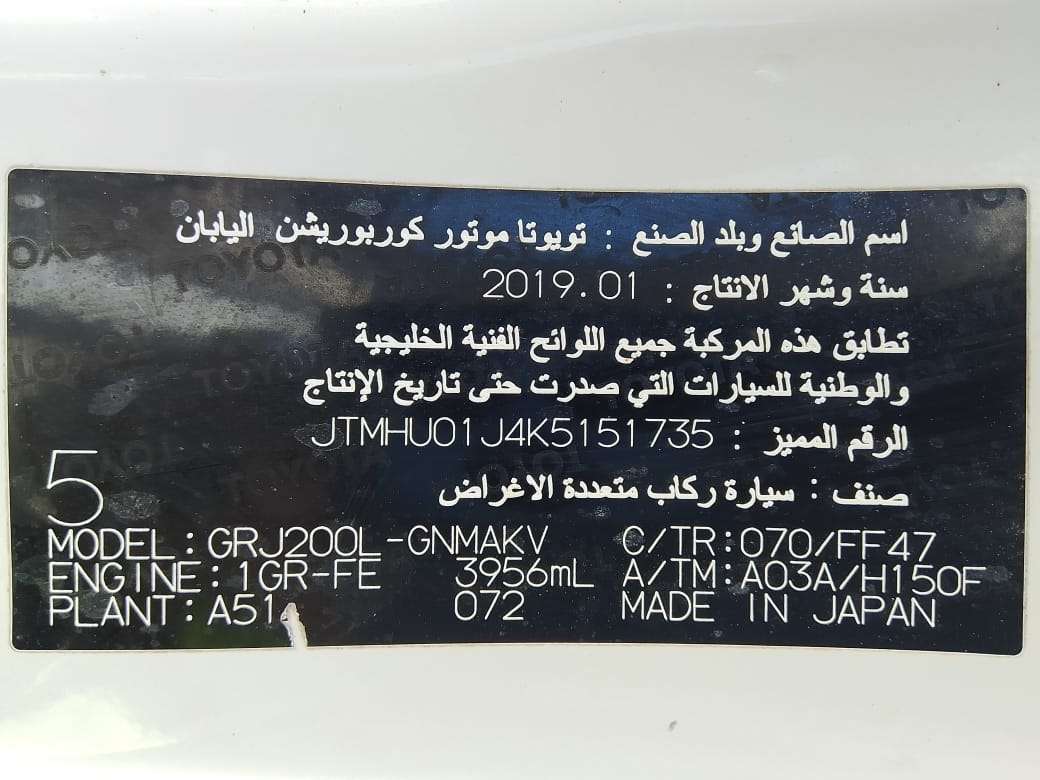 اسم الصانع وبلد الصنع : تويوتا موتور كوربوريشن اليابان
سنة وشهر الانتاج : 2019.01
تطابق هذه المركبة جميع اللوائح الفنية الخليجية
والوطنية للسيارات التي صدرت حتى تاريخ الإنتاج
الرقم المميز : JTMHU01J4K5151735
صنف : سيارة ركاب متعددة الاغراض
5
MODEL: GRJ200L-GNMAKV C/TR: 070/FF47
ENGINE: 1GR-FE 3956mL A/TM: A03A/H150F
PLANT: A51 072 MADE IN JAPAN